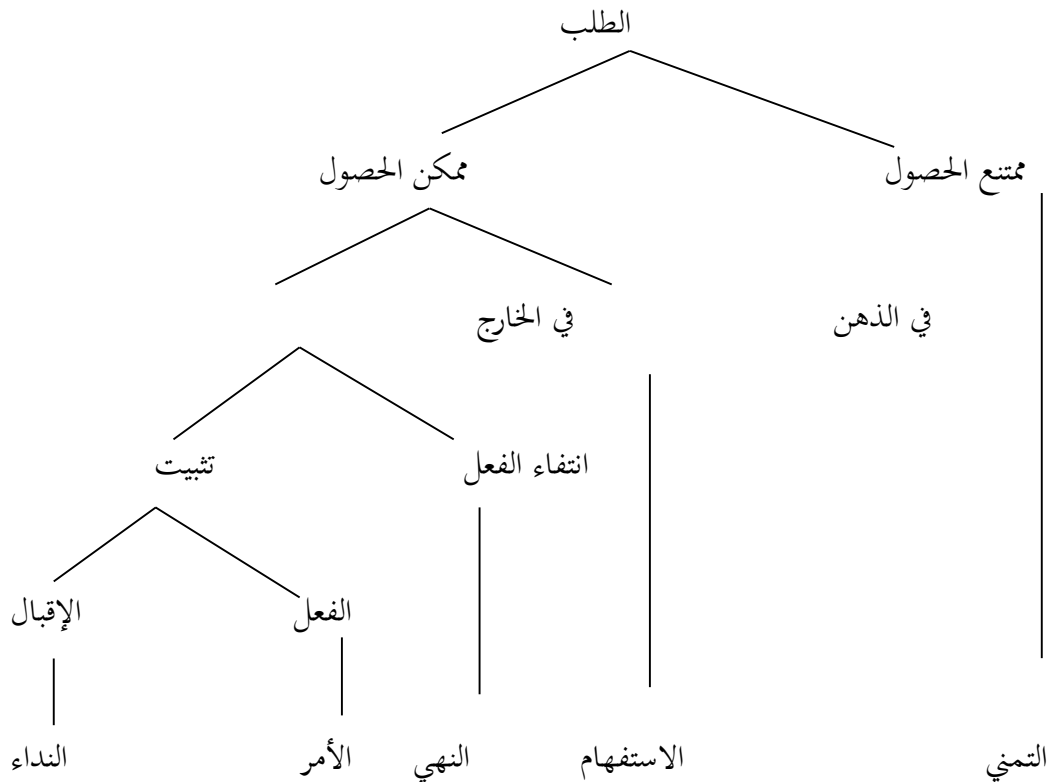 الطلب
ممتنع الحصول ممكن الحصول
في الذهن في الخارج
انتفاء الفعل تثبيت
الفعل الإقبال
التمني الاستفهام النهي الأمر النداء